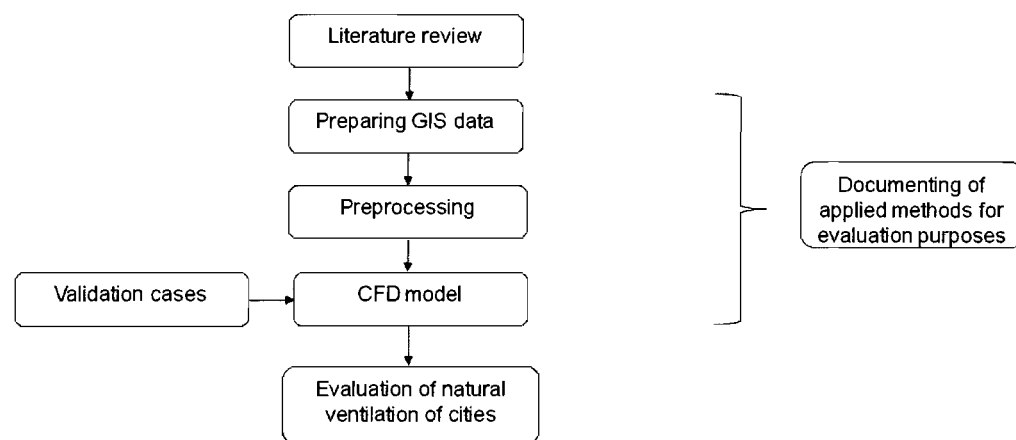 Literature review
Preparing GIS data
Preprocessing
Documenting of
applied methods for
evaluation purposes
Validation cases
CFD model
Evaluation of natural
ventilation of cities